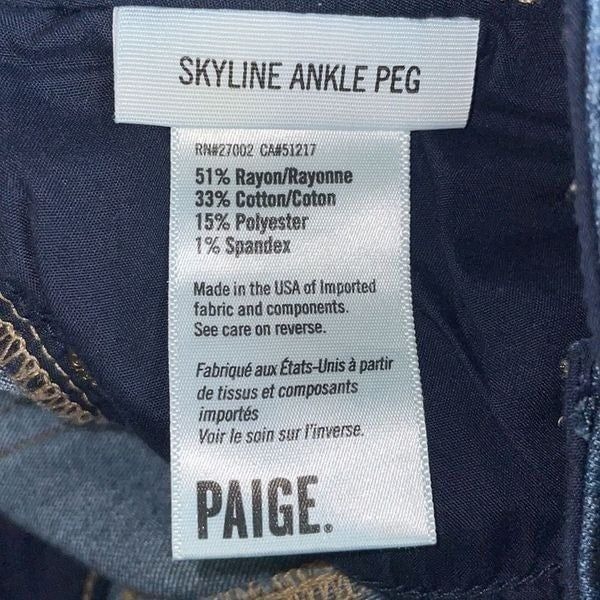 SKYLINE ANKLE PEG
RN#27002 CA#51217
51% Rayon/Rayonne
33% Cotton/Coton
15% Polyester
1% Spandex
Made in the USA of Imported
fabric and components.
See care on reverse.
Fabriqué aux États-Unis à partir
de tissus et composants
importés
Voir le soin sur l'inverse.
PAIGE.